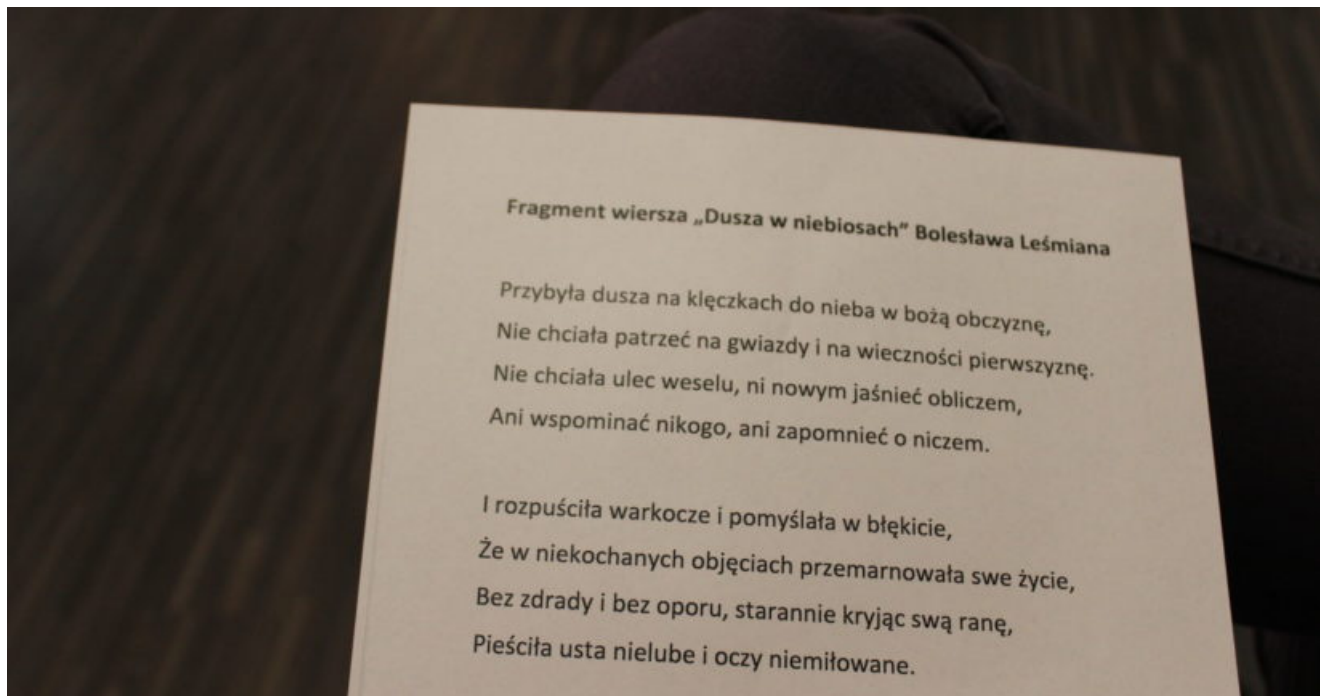 Fragment wiersza „Dusza w niebiosach” Bolesława Leśmiana
Przybyła dusza na klęczkach do nieba w bożą obczyznę,
Nie chciała patrzeć na gwiazdy i na wieczności pierwszyznę.
Nie chciała ulec weselu, ni nowym jaśnieć obliczem,
Ani wspominać nikogo, ani zapomnieć o niczem.
I rozpuściła warkocze i pomyślała w błękicie,
Że w niekochanych objęciach przemarnowała swe życie,
Bez zdrady i bez oporu, starannie kryjąc swą ranę,
Pieściła usta nielube i oczy niemiłowane.